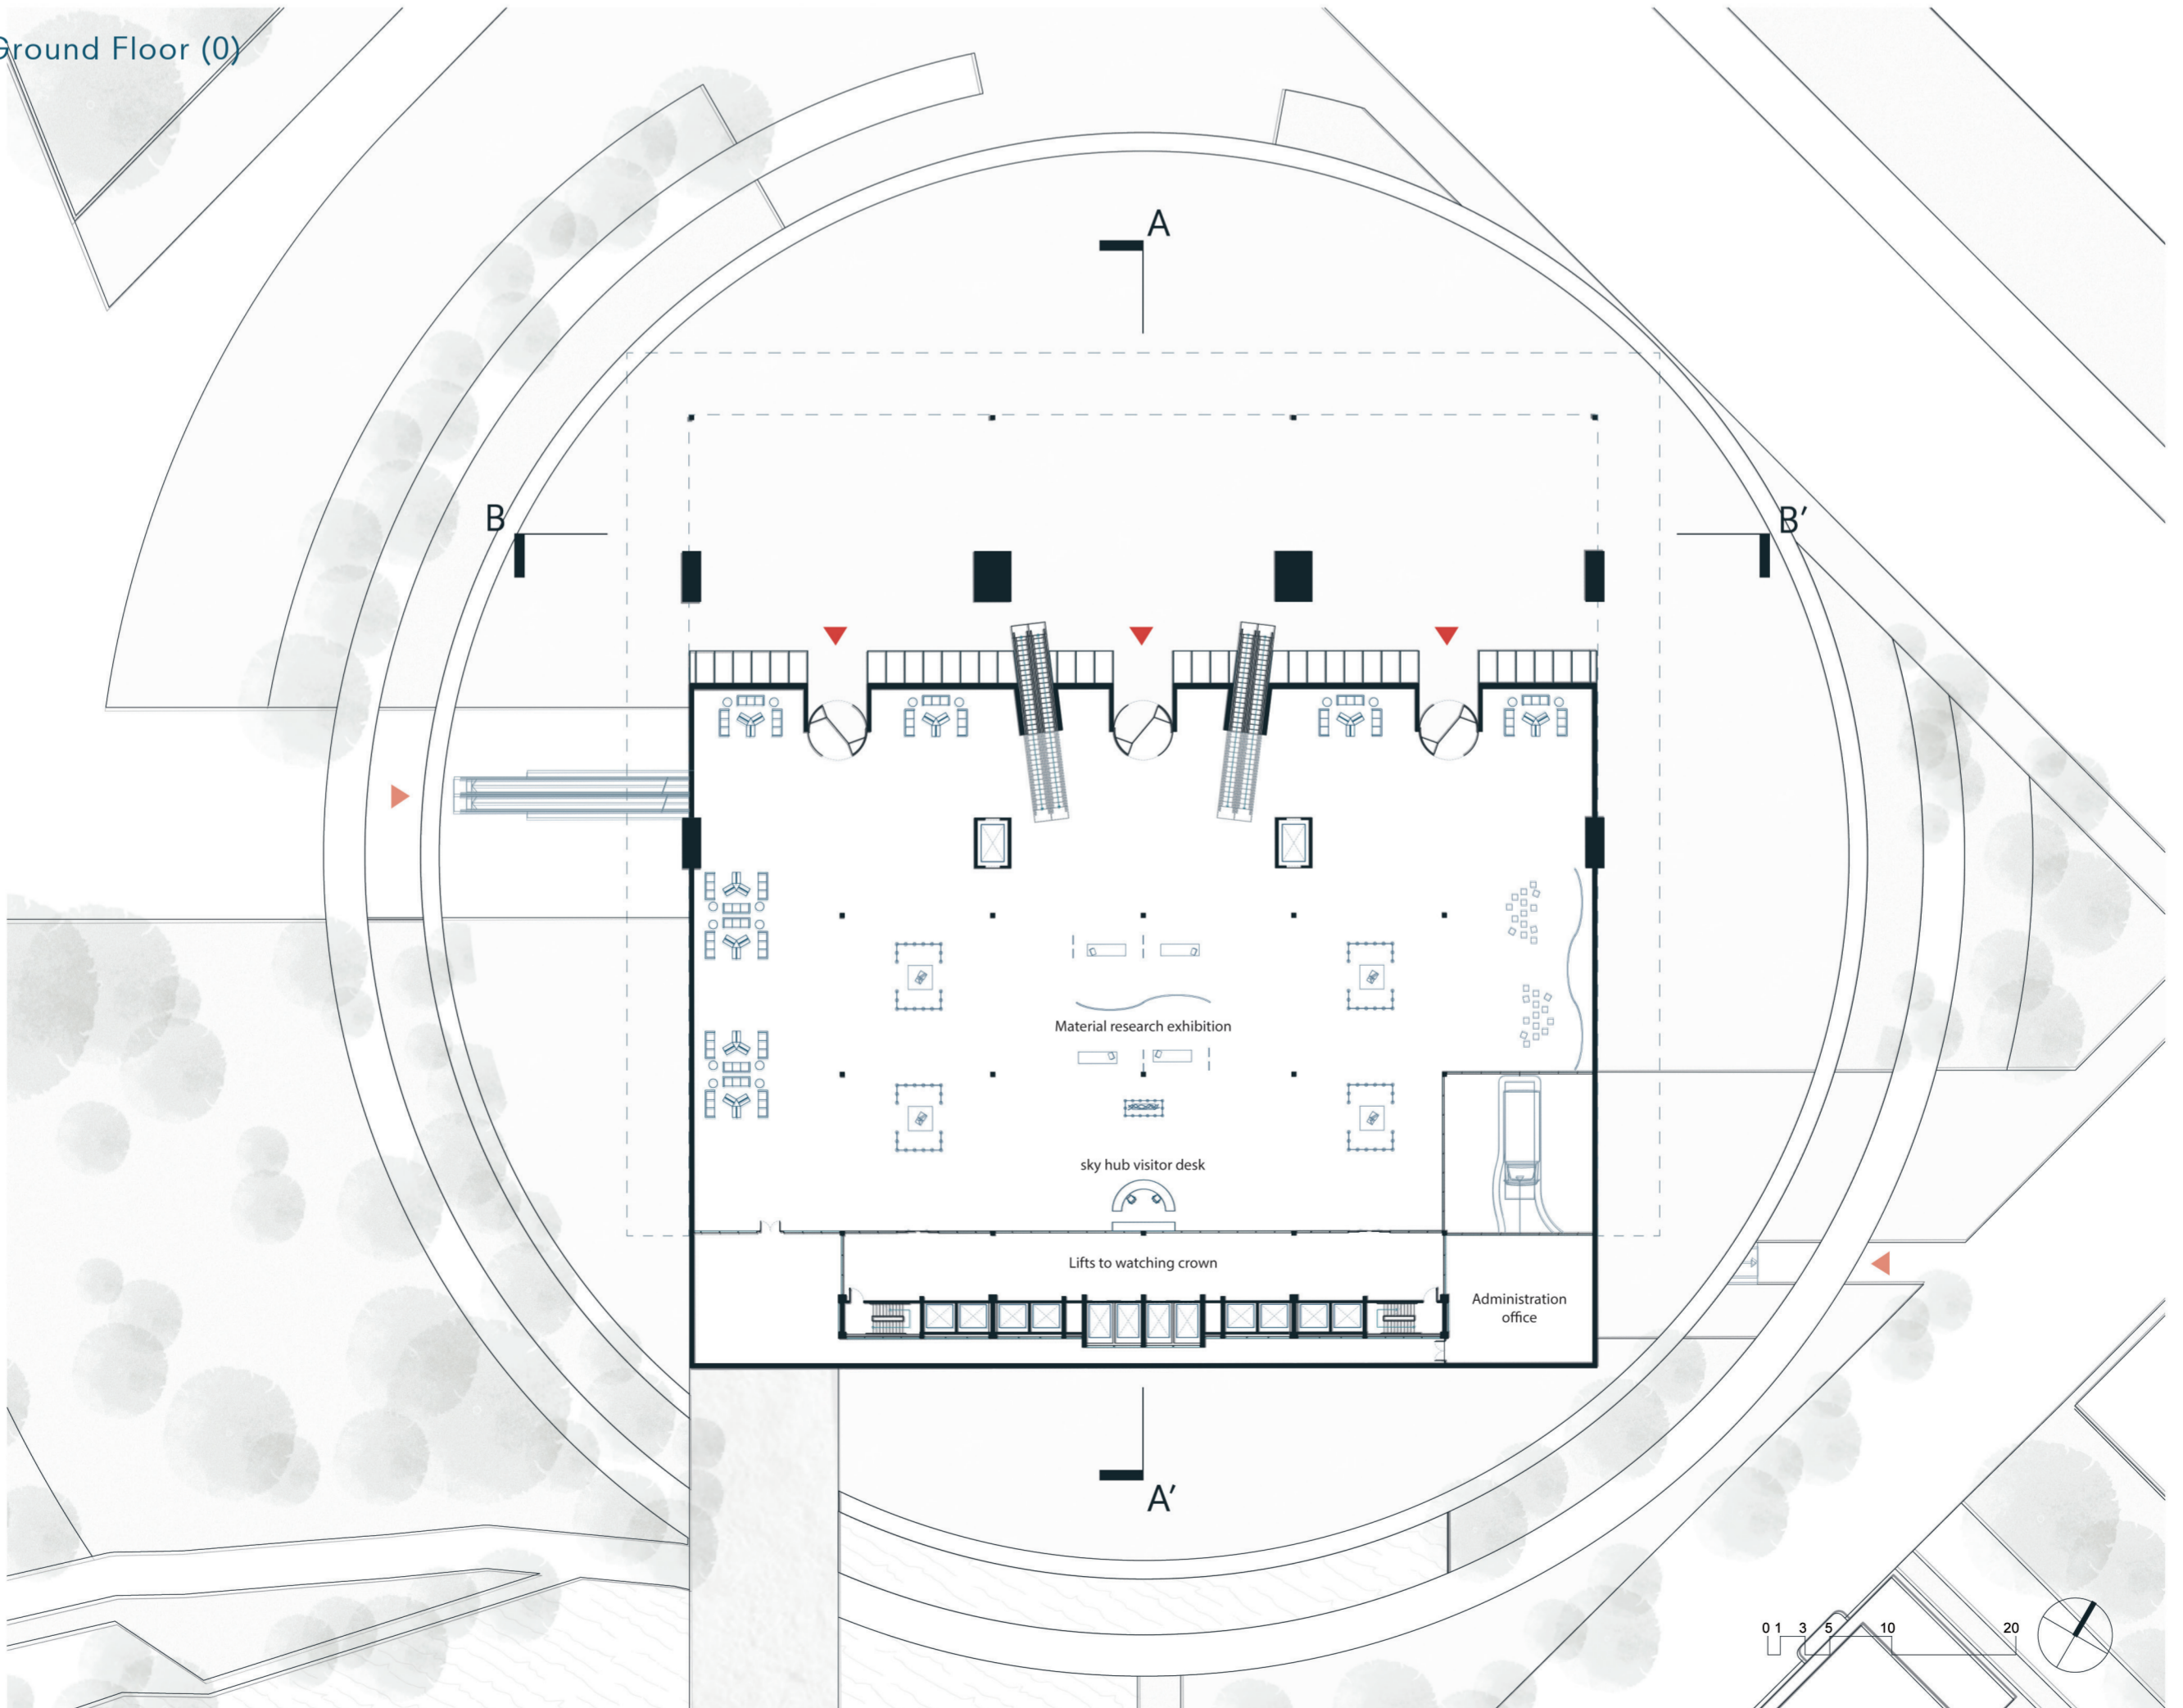 Ground Floor (0)
A
B
B′
Material research exhibition
sky hub visitor desk
Lifts to watching crown
Administration
office
A′
0 1 3 5 10 20